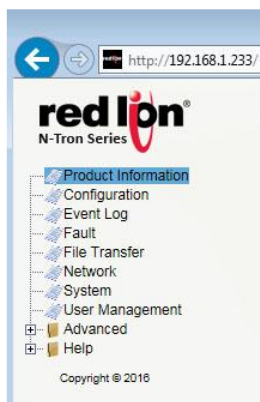 http://192.168.1.233/
red lion®
N-Tron Series
Product Information
Configuration
Event Log
Fault
File Transfer
Network
System
User Management
Advanced
Help
Copyright © 2016